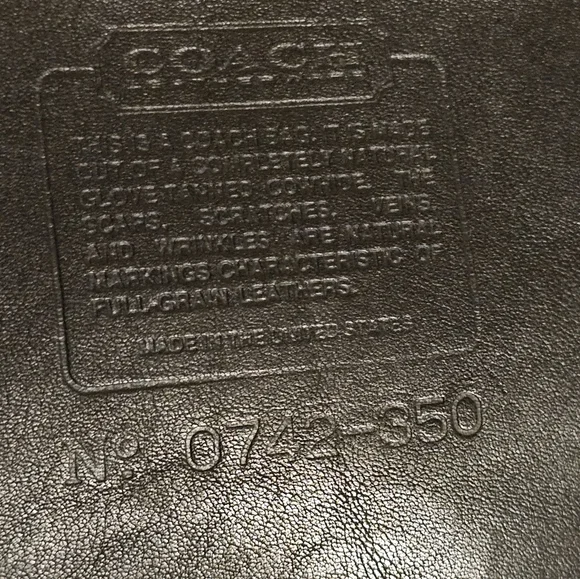 COACH
THIS IS A COACH BAG. IT IS MADE
OUT OF A COMPLETELY NATURAL
GLOVE TANNED COWHIDE. THE
SCARS, SCRATCHES, VEINS
AND WRINKLES ARE NATURAL
MARKINGS CHARACTERISTIC OF
FULL-GRAIN LEATHERS.
MADE IN THE UNITED STATES
No 0742-350